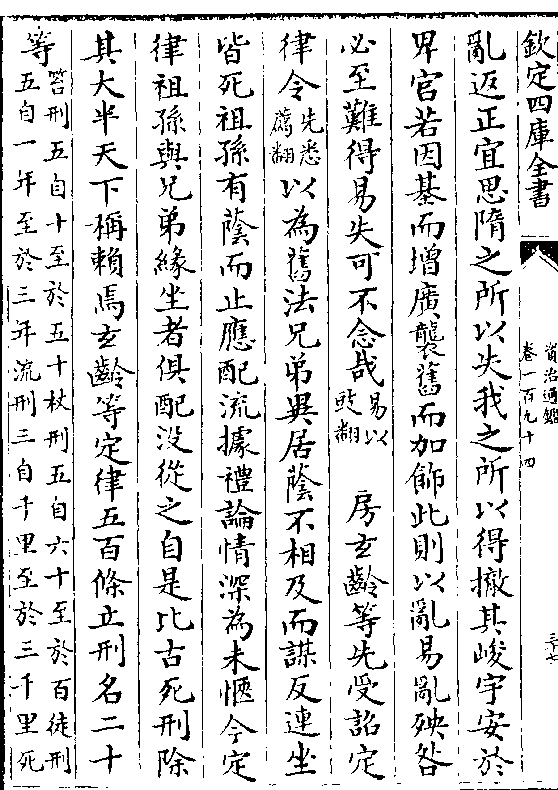 欽定四庫全書
資治通鑑
卷一百九十四
三十七
亂返正宜思隋之所以失我之所以得撤其峻宇安於
卑宫若因基而增廣襲舊而加飾此則以亂易亂殃咎
必至難得易失可不念哉易以豉翻 房玄齡等先受詔定
律令先悉薦翻以為舊法兄弟異居蔭不相及而謀反連坐
皆死祖孫有蔭而止應配流據禮論情深為未愜今定
律祖孫與兄弟緣坐者俱配没從之自是比古死刑除
其大半天下稱賴焉玄齡等定律五百條立刑名二十
等笞刑五自十至於五十杖刑五自六十至於百徒刑五自一年至於三年流刑三自千里至於三千里死